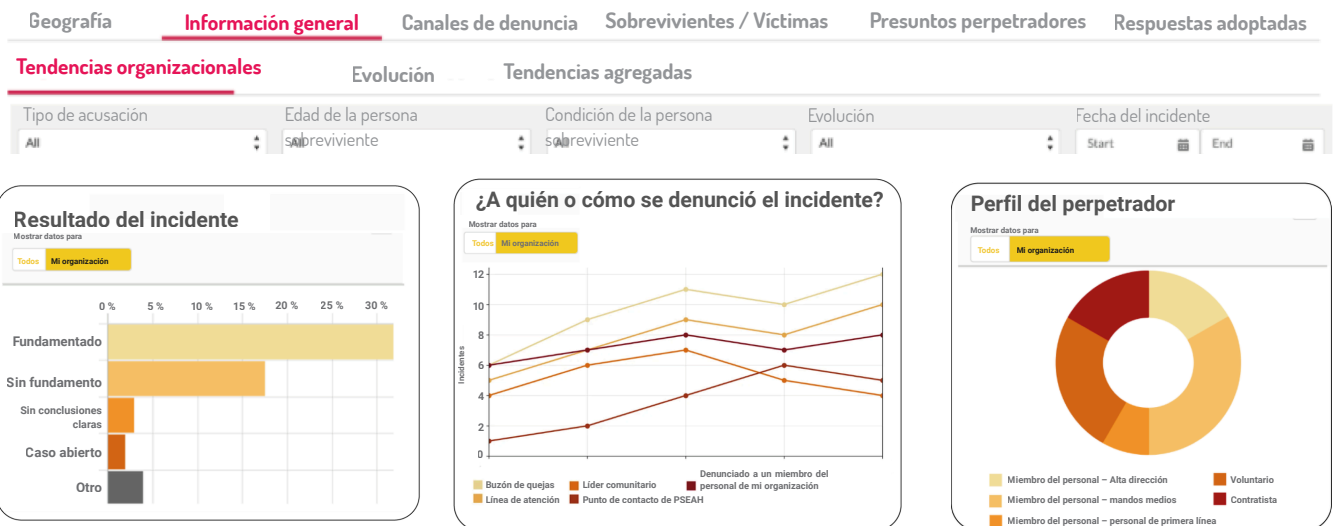 Geografía Información general Canales de denuncia Sobrevivientes / Víctimas Presuntos perpetradores Respuestas adoptadas
Tendencias organizacionales Evolución Tendencias agregadas
Tipo de acusación Edad de la persona sobreviviente Condición de la persona sobreviviente Evolución Fecha del incidente
All All All All Start End
Resultado del incidente
Mostrar datos para
Todos Mi organización
0 % 5 % 10 % 15 % 20 % 25 % 30 %
Fundamentado
Sin fundamento
Sin conclusiones
claras
Caso abierto
Otro
¿A quién o cómo se denunció el incidente?
Mostrar datos para
Todos Mi organización
12
10
8
6
4
2
0
Incidentes
Buzón de quejas
Línea de atención
Líder comunitario
Punto de contacto de PSEAH
Denunciado a un miembro del
personal de mi organización
Perfil del perpetrador
Mostrar datos para
Todos Mi organización
Miembro del personal – Alta dirección
Miembro del personal – mandos medios
Miembro del personal – personal de primera línea
Voluntario
Contratista